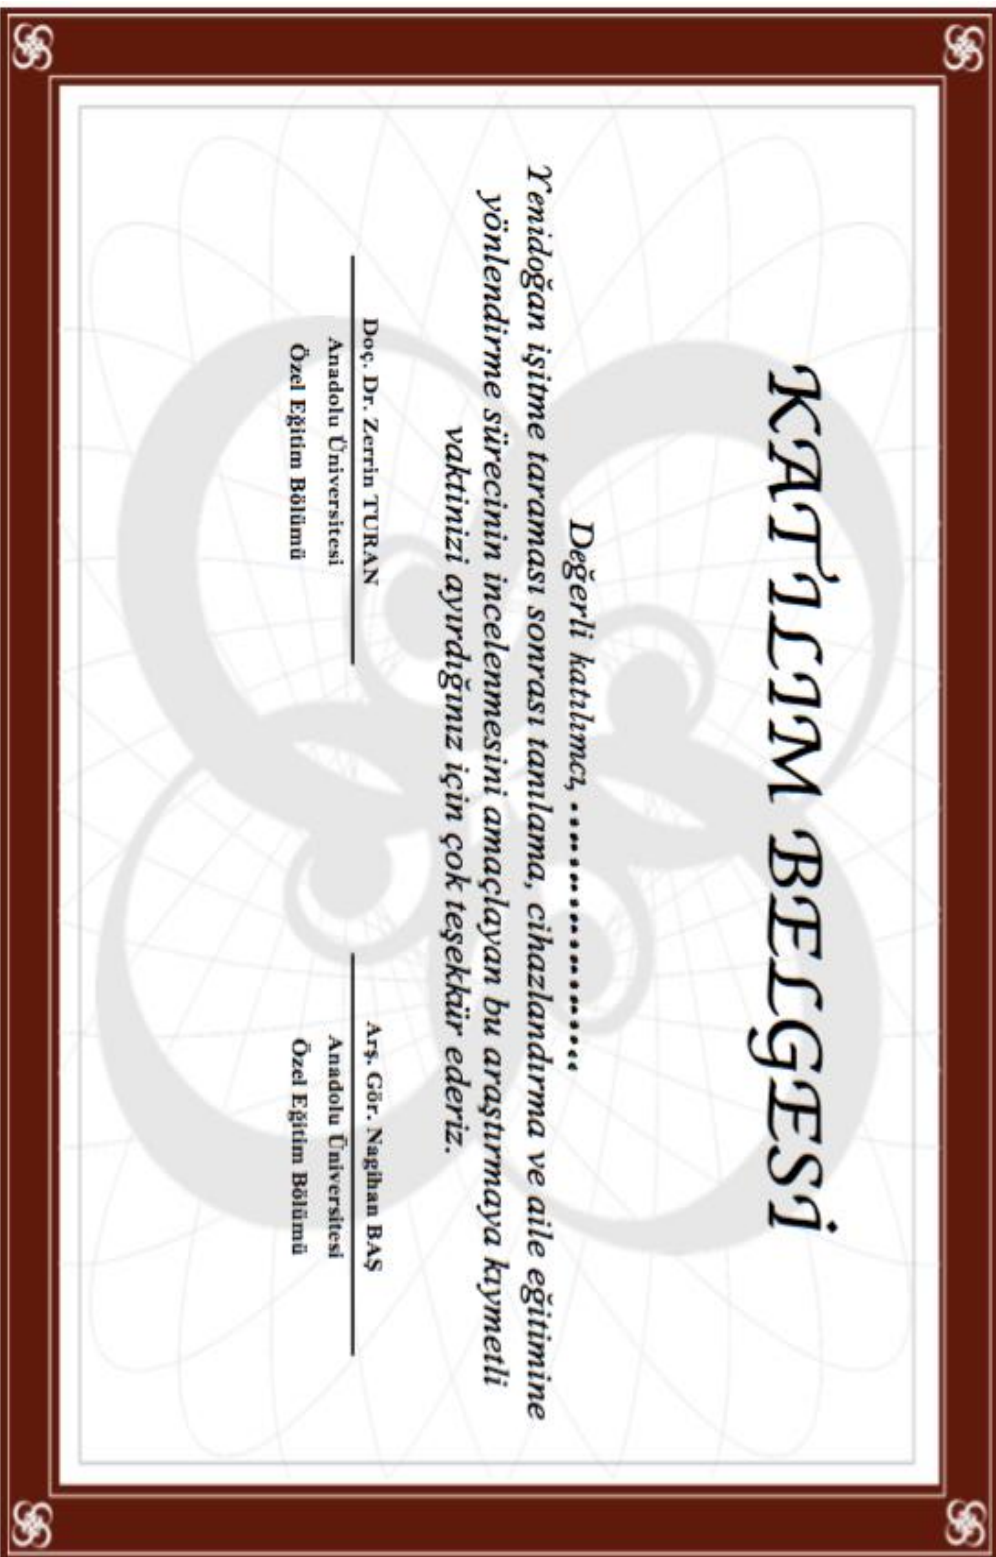 KATILIM BELGESİ
Değerli katılımcı, ......................
Yenidoğan işitme taraması sonrası tanılama, cihazlandırma ve aile eğitimine
yönlendirme sürecinin incelenmesini amaçlayan bu araştırmaya kıymetli
vaktinizi ayırdığınız için çok teşekkür ederiz.
Doç. Dr. Zerrin TURAN
Anadolu Üniversitesi
Özel Eğitim Bölümü
Arş. Gör. Nagihan BAŞ
Anadolu Üniversitesi
Özel Eğitim Bölümü